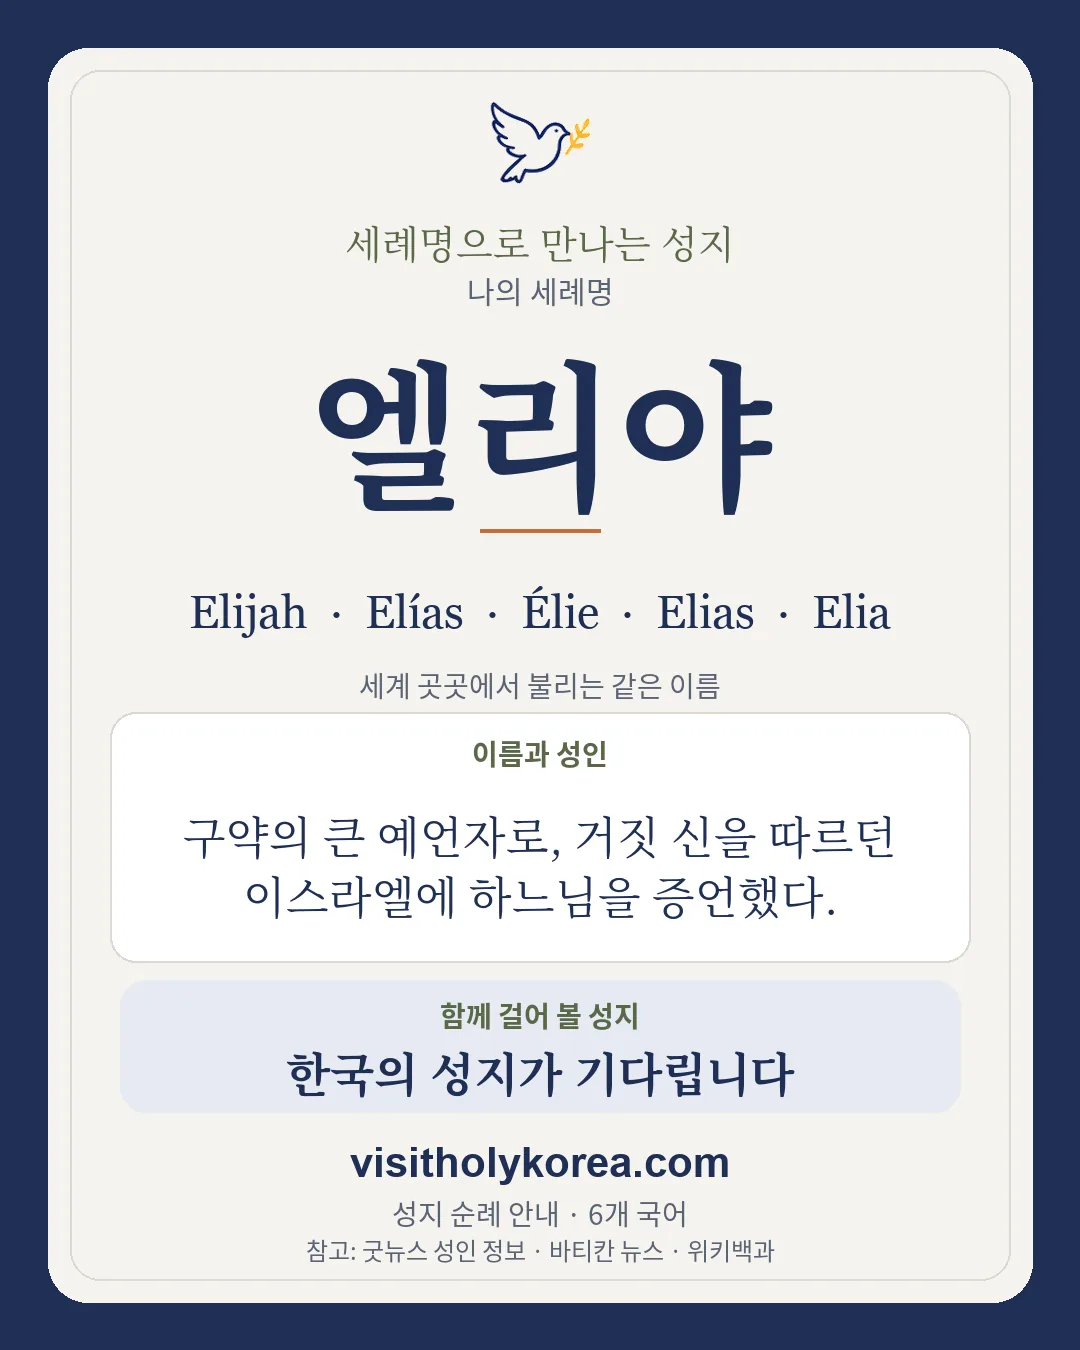 세례명으로 만나는 성지
나의 세례명
엘리야
Elijah · Elías · Élie · Elias · Elia
세계 곳곳에서 불리는 같은 이름
이름과 성인
구약의 큰 예언자로, 거짓 신을 따르던
이스라엘에 하느님을 증언했다.
함께 걸어 볼 성지
한국의 성지가 기다립니다
visitholykorea.com
성지 순례 안내 · 6개 국어
참고: 굿뉴스 성인 정보 · 바티칸 뉴스 · 위키백과